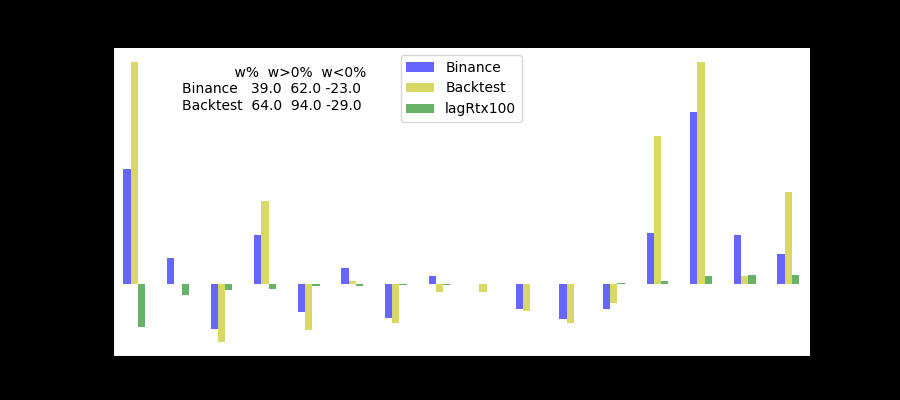 w% w>0% w<0%
Binance 39.0 62.0 -23.0
Backtest 64.0 94.0 -29.0
Binance
Backtest
lagRtx100